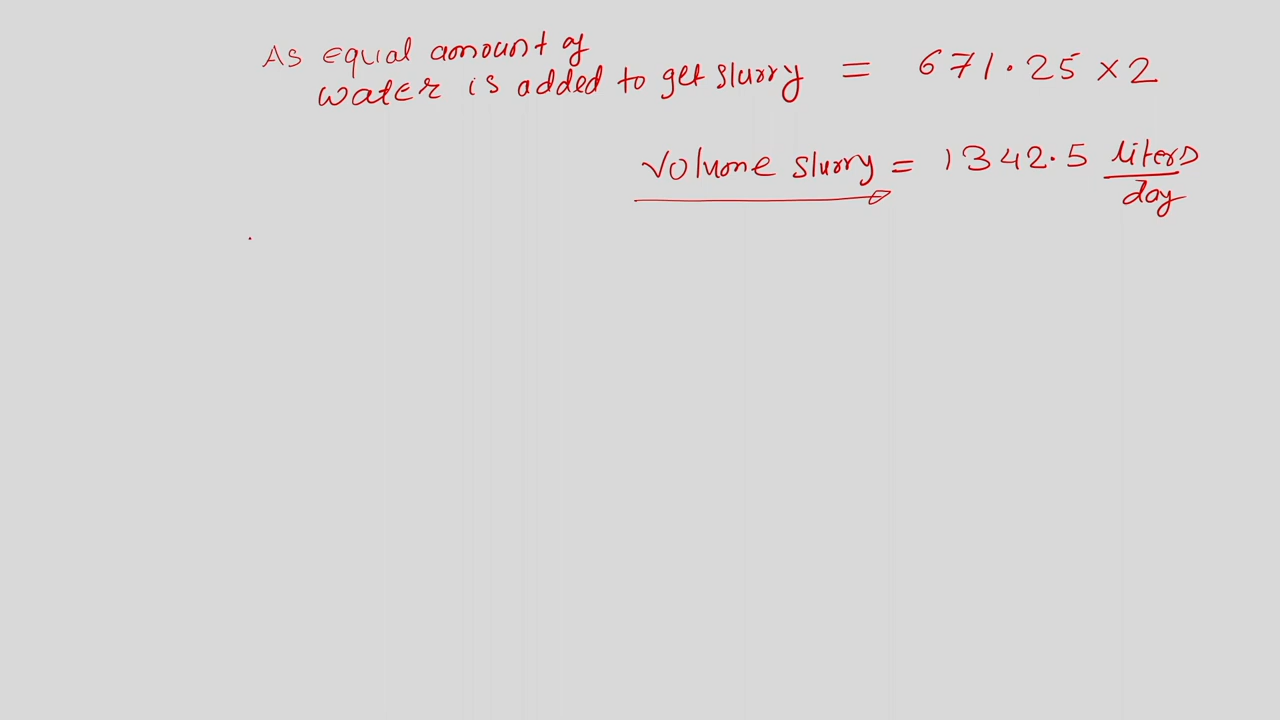 As equal amount of
water is added to get slurry = 671.25 × 2
Volume slurry = 1342.5 liters
day